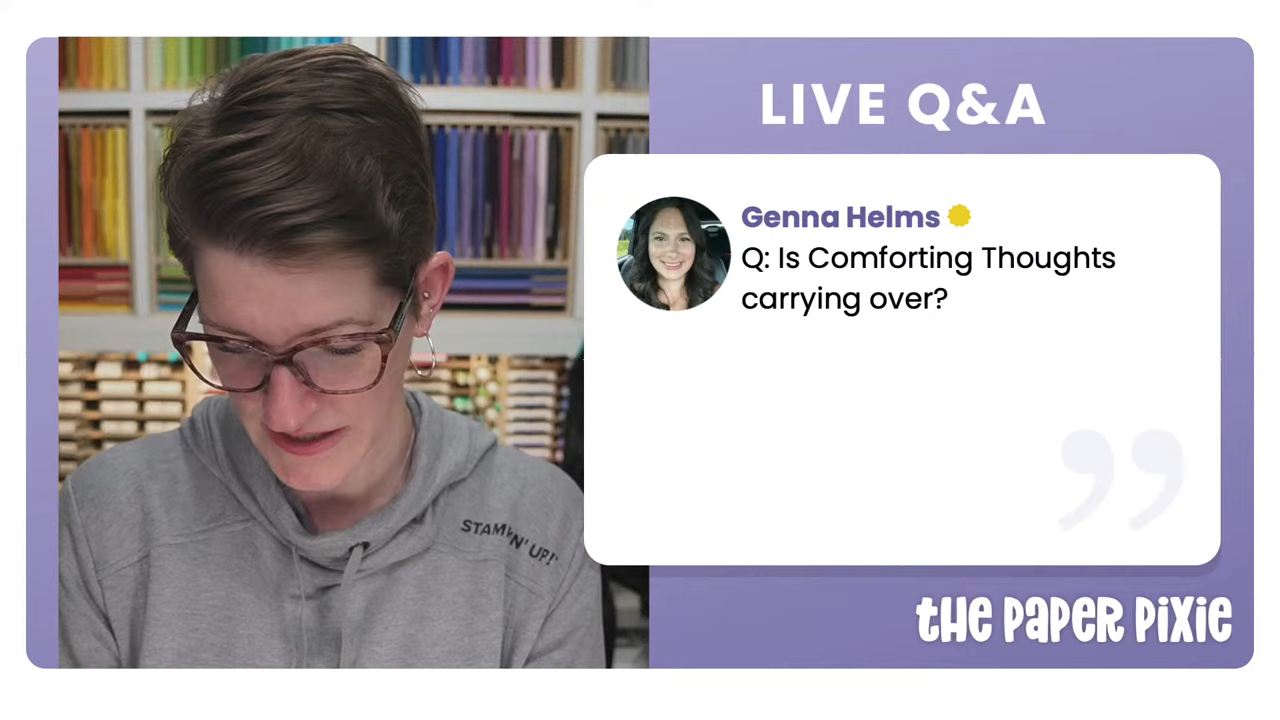 LIVE Q&A
Genna Helms
Q: Is Comforting Thoughts
carrying over?
STAMPIN' UP!
the PAPER PIXIE